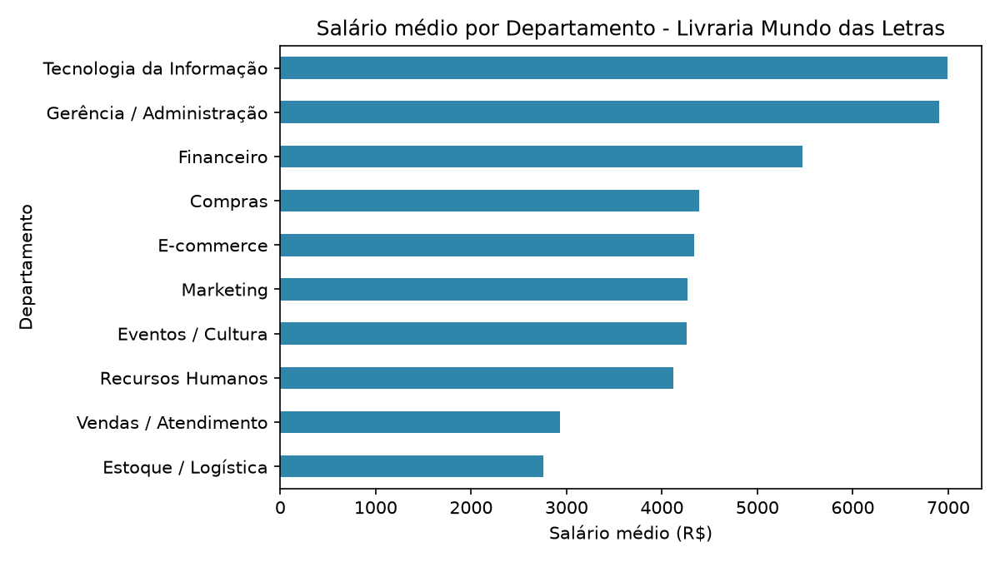 Salário médio por Departamento - Livraria Mundo das Letras
Departamento
Tecnologia da Informação
Gerência / Administração
Financeiro
Compras
E-commerce
Marketing
Eventos / Cultura
Recursos Humanos
Vendas / Atendimento
Estoque / Logística
0 1000 2000 3000 4000 5000 6000 7000
Salário médio (R$)